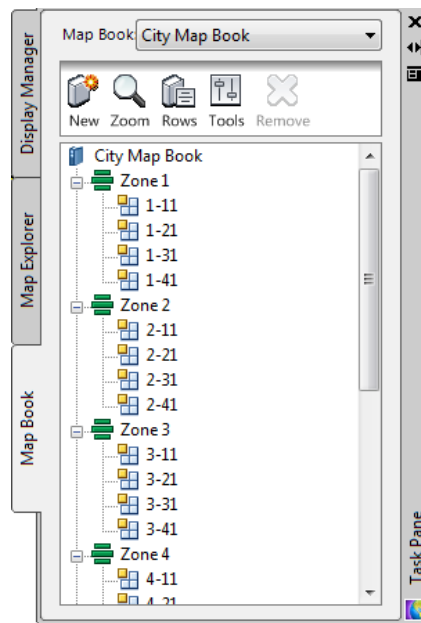 Map Book: City Map Book
Display Manager
Map Explorer
Map Book
New Zoom Rows Tools Remove
City Map Book
Zone 1
1-11
1-21
1-31
1-41
Zone 2
2-11
2-21
2-31
2-41
Zone 3
3-11
3-21
3-31
3-41
Zone 4
4-11
4-21
Task Pane